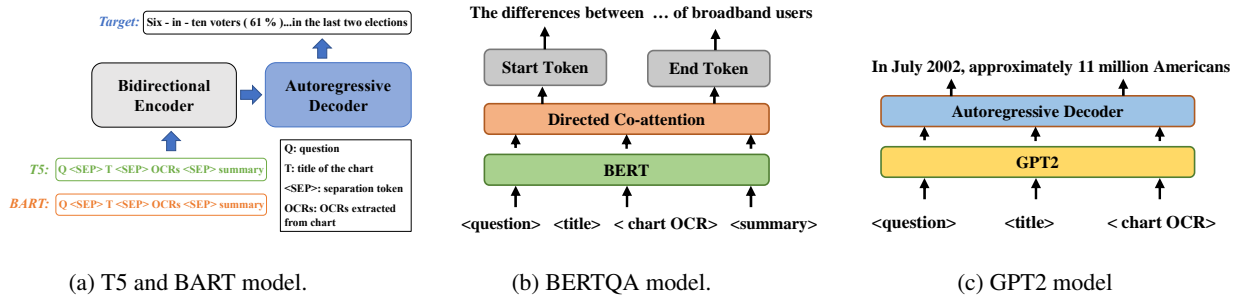 Target: Six - in - ten voters ( 61 % )...in the last two elections
Bidirectional
Encoder
Autoregressive
Decoder
T5: Q <SEP> T <SEP> OCRs <SEP> summary
BART: Q <SEP> T <SEP> OCRs <SEP> summary
Q: question
T: title of the chart
<SEP>: separation token
OCRs: OCRs extracted
from chart
(a) T5 and BART model.
The differences between … of broadband users
Start Token
End Token
Directed Co-attention
BERT
<question> <title> < chart OCR> <summary>
(b) BERTQA model.
In July 2002, approximately 11 million Americans
Autoregressive Decoder
GPT2
<question> <title> < chart OCR>
(c) GPT2 model